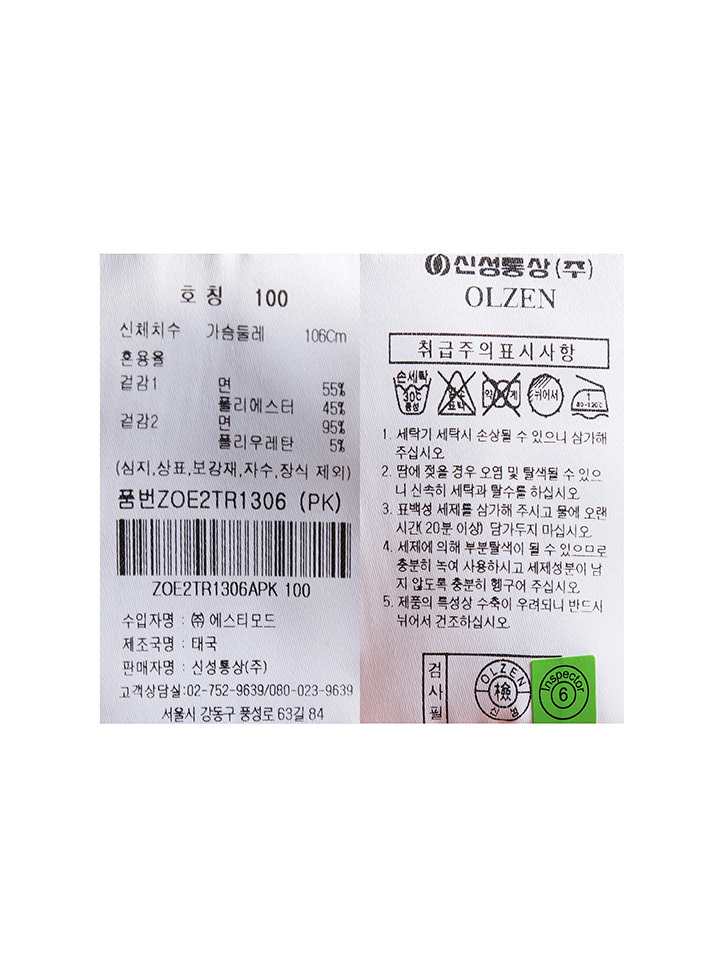 호칭 100
신체치수 가슴둘레 106Cm
혼용율
겉감1 면 55%
폴리에스터 45%
겉감2 면 95%
폴리우레탄 5%
(심지,상표,보강재,자수,장식 제외)
품번ZOE2TR1306 (PK)
ZOE2TR1306APK 100
수입자명 : ㈜ 에스티모드
제조국명 : 태국
판매자명 : 신성통상(주)
고객상담실:02-752-9639/080-023-9639
서울시 강동구 풍성로 63길 84
신성통상(주)
OLZEN
취급주의표시사항
손세탁
30℃
중성
염소
표백
뉘어서
1
80~120℃
1. 세탁기 세탁시 손상될 수 있으니 삼가해
주십시오.
2. 땀에 젖을 경우 오염 및 탈색될 수 있으
니 신속히 세탁과 탈수를 하십시오.
3. 표백성 세제를 삼가해 주시고 물에 오랜
시간( 20분 이상) 담가두지 마십시오.
4. 세제에 의해 부분탈색이 될 수 있으므로
충분히 녹여 사용하시고 세제성분이 남
지 않도록 충분히 헹구어 주십시오.
5. 제품의 특성상 수축이 우려되니 반드시
뉘어서 건조하십시오.
검사필
OLZEN
檢
Inspector
6